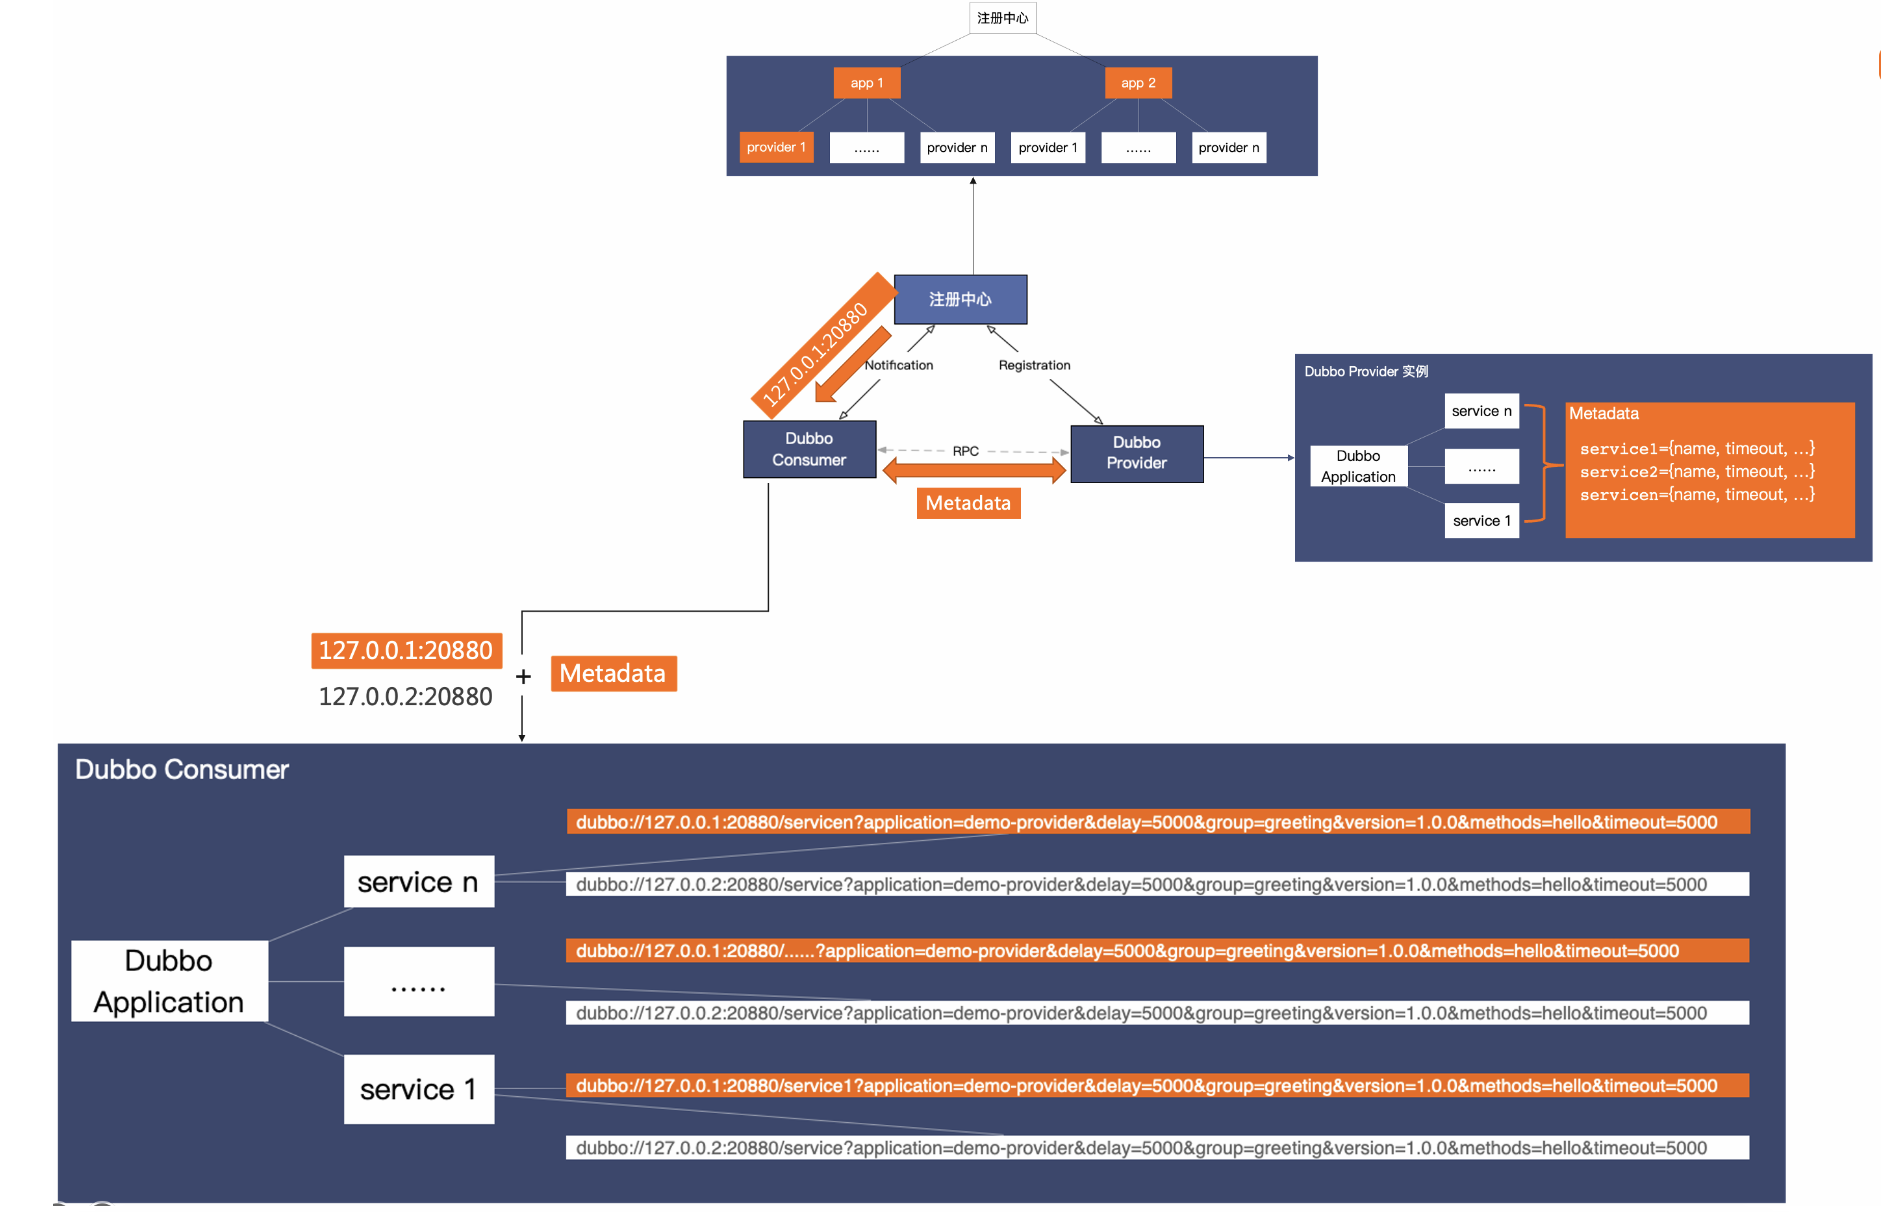 注册中心
app 1
app 2
provider 1
......
provider n
provider 1
......
provider n
注册中心
127.0.0.1:20880
Notification
Registration
Dubbo
Consumer
RPC
Dubbo
Provider
Metadata
Dubbo Provider 实例
service n
Dubbo
Application
......
service 1
Metadata
service1={name, timeout, ...}
service2={name, timeout, ...}
servicen={name, timeout, ...}
127.0.0.1:20880
127.0.0.2:20880
+
Metadata
Dubbo Consumer
dubbo://127.0.0.1:20880/servicen?application=demo-provider&delay=5000&group=greeting&version=1.0.0&methods=hello&timeout=5000
service n
dubbo://127.0.0.2:20880/service?application=demo-provider&delay=5000&group=greeting&version=1.0.0&methods=hello&timeout=5000
dubbo://127.0.0.1:20880/......?application=demo-provider&delay=5000&group=greeting&version=1.0.0&methods=hello&timeout=5000
Dubbo
Application
......
dubbo://127.0.0.2:20880/service?application=demo-provider&delay=5000&group=greeting&version=1.0.0&methods=hello&timeout=5000
service 1
dubbo://127.0.0.1:20880/service1?application=demo-provider&delay=5000&group=greeting&version=1.0.0&methods=hello&timeout=5000
dubbo://127.0.0.2:20880/service?application=demo-provider&delay=5000&group=greeting&version=1.0.0&methods=hello&timeout=5000